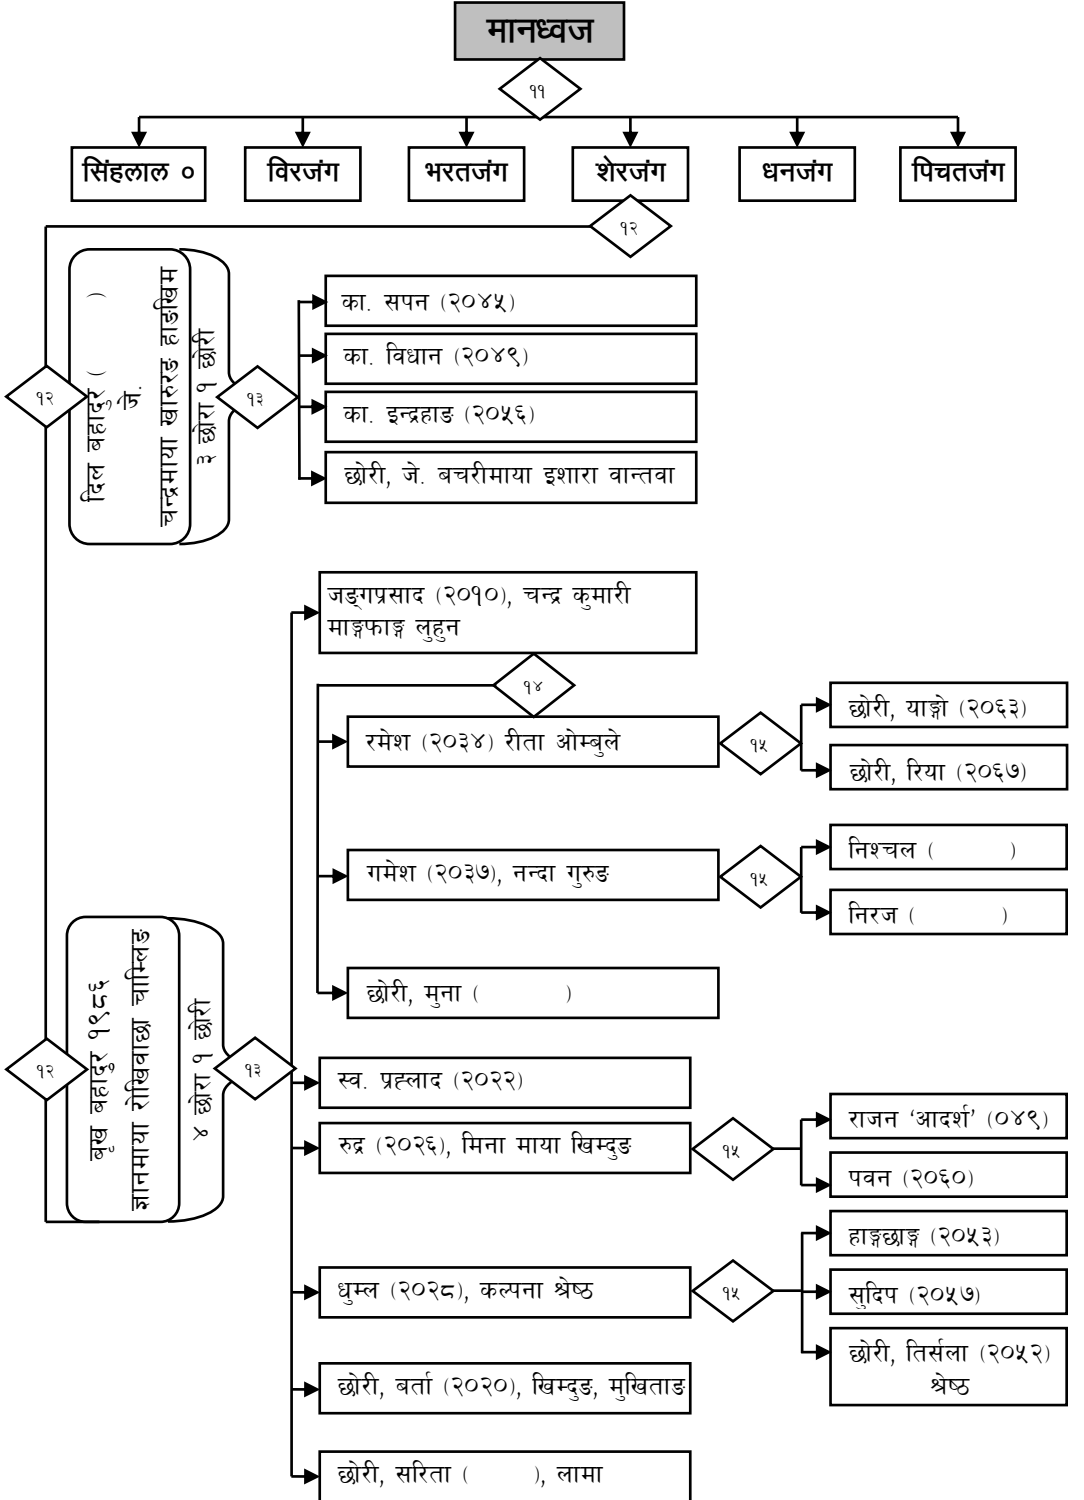 मानध्वज
११
सिंहलाल ०
विरजंग
भरतजंग
शेरजंग
धनजंग
पिचतजंग
१२
१२
दिल बहादुर ( )
जे.
चन्द्रमाया खारुरङ हाङखिम
३ छोरा १ छोरी
१३
का. सपन (२०४५)
का. विधान (२०४९)
का. इन्द्रहाङ (२०५६)
छोरी, जे. बचरीमाया इशारा वान्तवा
जङ्गप्रसाद (२०१०), चन्द्र कुमारी
माङ्गफाङ्ग लुहुन
१४
रमेश (२०३४) रीता ओम्बुले
१५
छोरी, याङ्गो (२०६३)
छोरी, रिया (२०६७)
गमेश (२०३७), नन्दा गुरुङ
१५
निश्चल ( )
निरज ( )
छोरी, मुना ( )
१२
बृख बहादुर १९८६
ज्ञानमाया रोखिवाछा चाम्लिङ
४ छोरा १ छोरी
१३
स्व. प्रह्लाद (२०२२)
रुद्र (२०२६), मिना माया खिम्दुङ
१५
राजन ‘आदर्श’ (०४९)
पवन (२०६०)
धुम्ल (२०२८), कल्पना श्रेष्ठ
१५
हाङ्गछाङ्ग (२०५३)
सुदिप (२०५७)
छोरी, तिर्सला (२०५२)
श्रेष्ठ
छोरी, बर्ता (२०२०), खिम्दुङ, मुखिताङ
छोरी, सरिता ( ), लामा